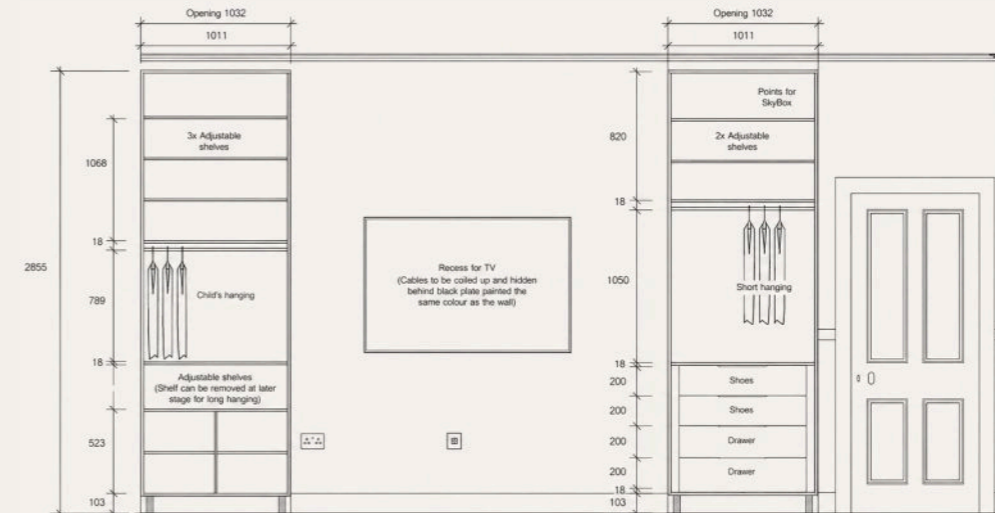 Opening 1032
1011
Opening 1032
1011
2855
1068
18
789
18
523
103
3x Adjustable
shelves
Child's hanging
Adjustable shelves
(Shelf can be removed at later
stage for long hanging)
Recess for TV
(Cables to be coiled up and hidden
behind black plate painted the
same colour as the wall)
820
18
1050
18
200
200
200
200
18
103
Points for
SkyBox
2x Adjustable
shelves
Short hanging
Shoes
Shoes
Drawer
Drawer